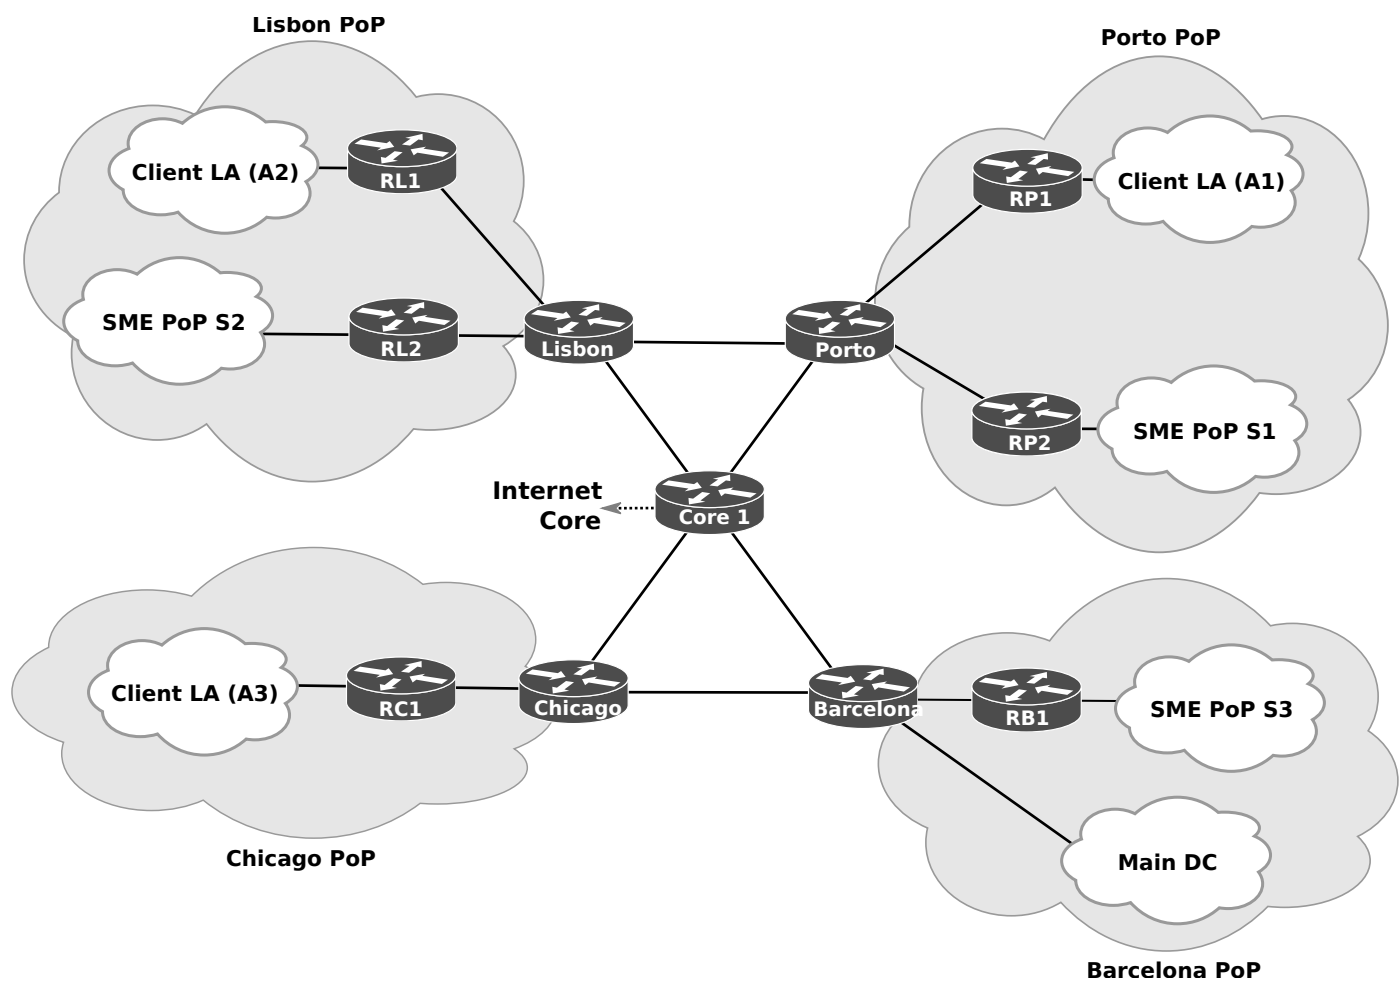 Lisbon PoP
Porto PoP
Client LA (A2)
RL1
RP1
Client LA (A1)
SME PoP S2
RL2
Lisbon
Porto
RP2
SME PoP S1
Internet
Core
Core 1
Client LA (A3)
RC1
Chicago
Barcelona
RB1
SME PoP S3
Main DC
Chicago PoP
Barcelona PoP